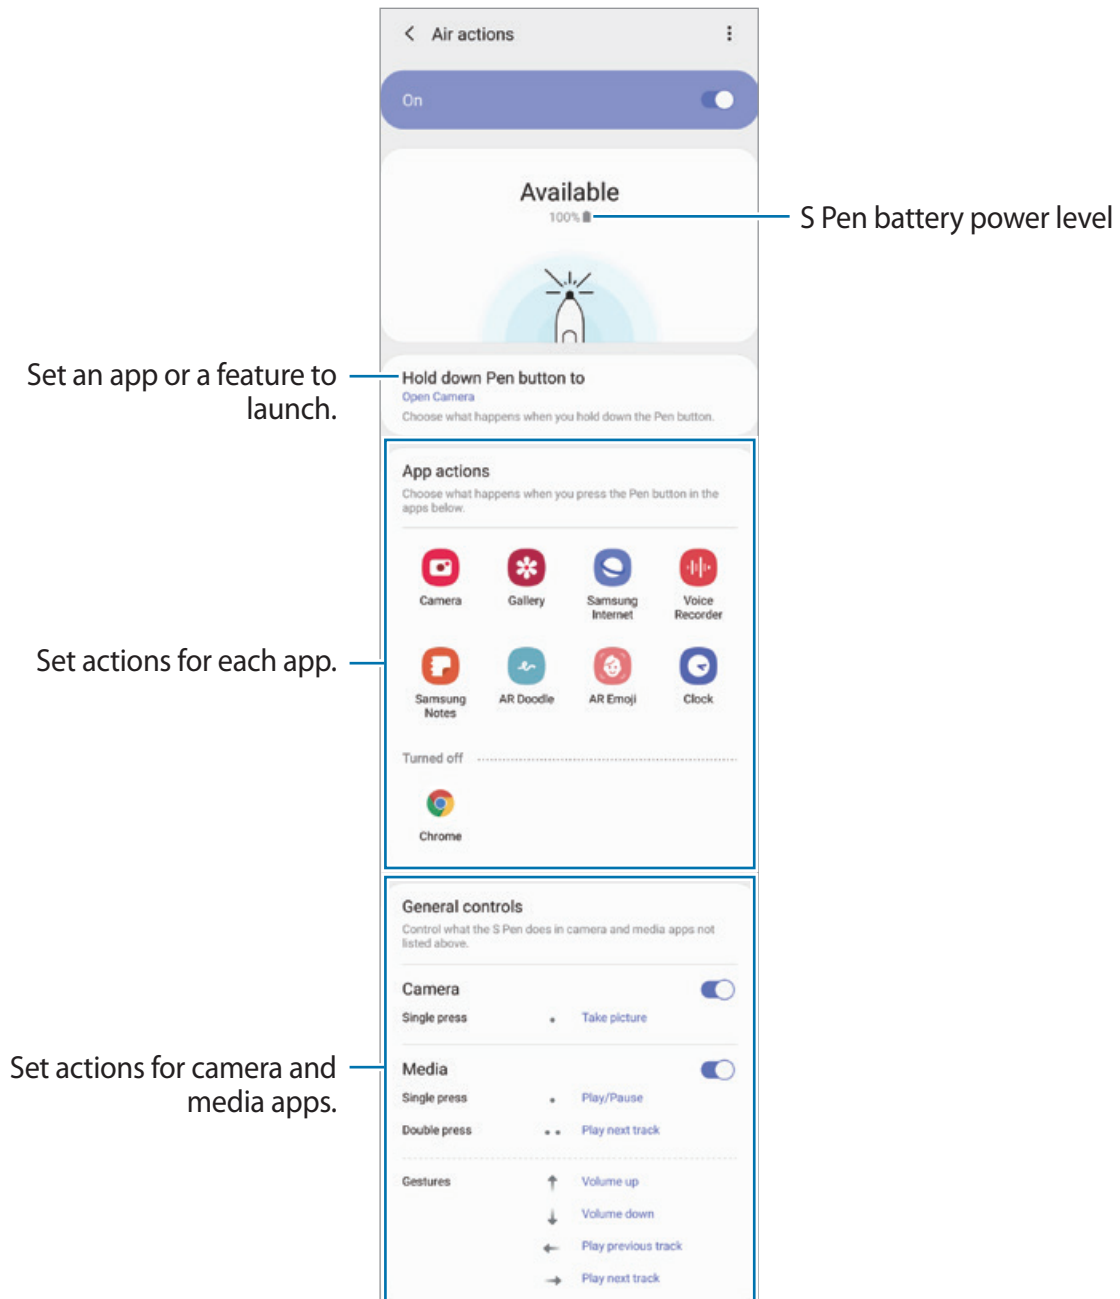 Air actions
On
Available
100%
S Pen battery power level
Set an app or a feature to
launch.
Hold down Pen button to
Open Camera
Choose what happens when you hold down the Pen button.
App actions
Choose what happens when you press the Pen button in the
apps below.
Camera
Gallery
Samsung
Internet
Voice
Recorder
Set actions for each app.
Samsung
Notes
AR Doodle
AR Emoji
Clock
Turned off
Chrome
General controls
Control what the S Pen does in camera and media apps not
listed above.
Camera
Single press
Take picture
Set actions for camera and
media apps.
Media
Single press
Play/Pause
Double press
Play next track
Gestures
Volume up
Volume down
Play previous track
Play next track